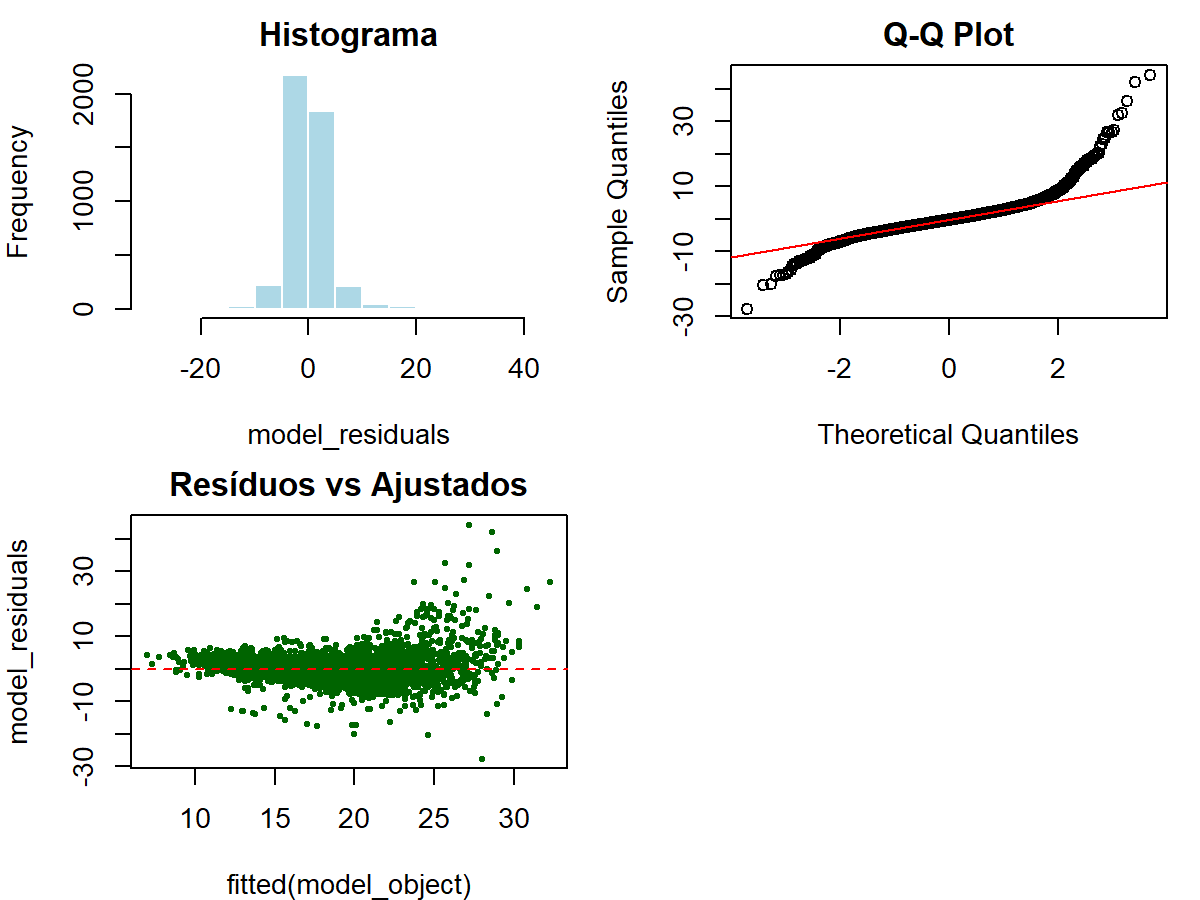 Histograma
Frequency
0
1000
2000
-20
0
20
40
model_residuals
Q-Q Plot
Sample Quantiles
-30
-10
10
30
-2
0
2
Theoretical Quantiles
Resíduos vs Ajustados
model_residuals
-30
-10
10
30
10
15
20
25
30
fitted(model_object)